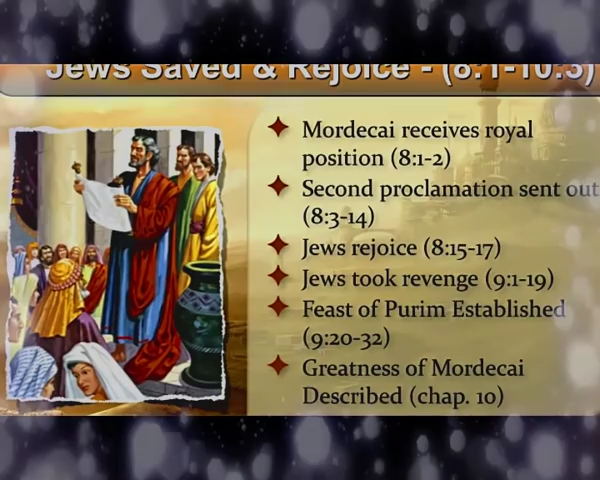 Jews Saved & Rejoice - (8:1-10:3)
Mordecai receives royal
position (8:1-2)
Second proclamation sent out
(8:3-14)
Jews rejoice (8:15-17)
Jews took revenge (9:1-19)
Feast of Purim Established
(9:20-32)
Greatness of Mordecai
Described (chap. 10)